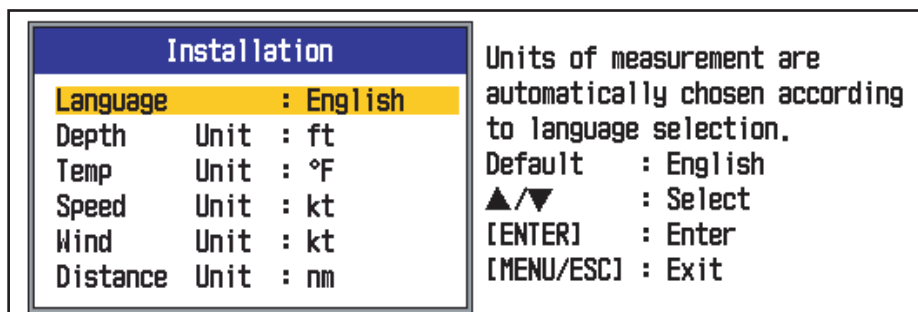 Installation
Language : English
Depth Unit : ft
Temp Unit : °F
Speed Unit : kt
Wind Unit : kt
Distance Unit : nm
Units of measurement are
automatically chosen according
to language selection.
Default : English
▲/▼ : Select
[ENTER] : Enter
[MENU/ESC] : Exit